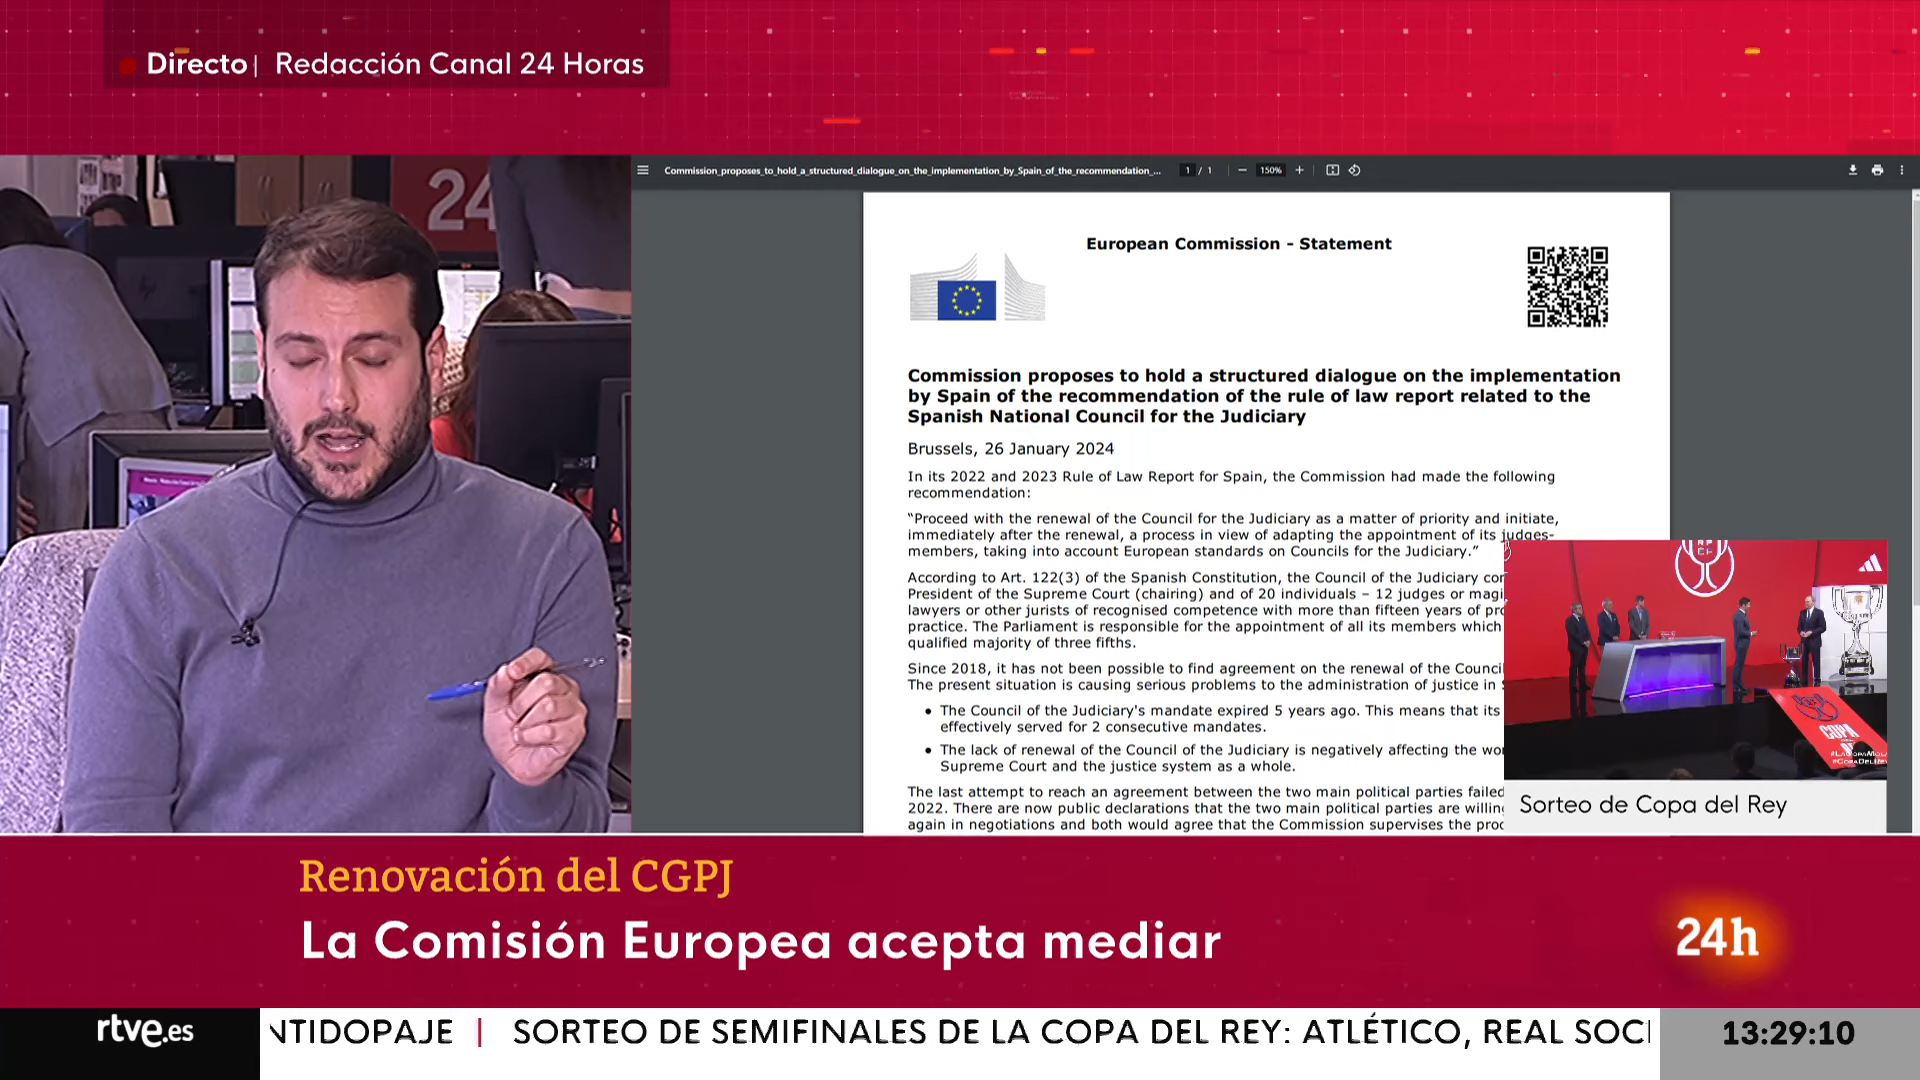 Directo | Redacción Canal 24 Horas
24
Commission_proposes_to_hold_a_structured_dialogue_on_the_implementation_by_Spain_of_the_recommendation_...
1 / 1
150%
European Commission - Statement
Commission proposes to hold a structured dialogue on the implementation
by Spain of the recommendation of the rule of law report related to the
Spanish National Council for the Judiciary
Brussels, 26 January 2024
In its 2022 and 2023 Rule of Law Report for Spain, the Commission had made the following
recommendation:
“Proceed with the renewal of the Council for the Judiciary as a matter of priority and initiate,
immediately after the renewal, a process in view of adapting the appointment of its judges-
members, taking into account European standards on Councils for the Judiciary.”
According to Art. 122(3) of the Spanish Constitution, the Council of the Judiciary con
President of the Supreme Court (chairing) and of 20 individuals – 12 judges or magi
lawyers or other jurists of recognised competence with more than fifteen years of pro
practice. The Parliament is responsible for the appointment of all its members which
qualified majority of three fifths.
Since 2018, it has not been possible to find agreement on the renewal of the Council
The present situation is causing serious problems to the administration of justice in S
• The Council of the Judiciary's mandate expired 5 years ago. This means that its
effectively served for 2 consecutive mandates.
• The lack of renewal of the Council of the Judiciary is negatively affecting the wor
Supreme Court and the justice system as a whole.
The last attempt to reach an agreement between the two main political parties failed
2022. There are now public declarations that the two main political parties are willing
again in negotiations and both would agree that the Commission supervises the proc
COPA
#CopaDelRey
Sorteo de Copa del Rey
Renovación del CGPJ
La Comisión Europea acepta mediar
24h
rtve.es
NTIDOPAJE | SORTEO DE SEMIFINALES DE LA COPA DEL REY: ATLÉTICO, REAL SOCI
13:29:10